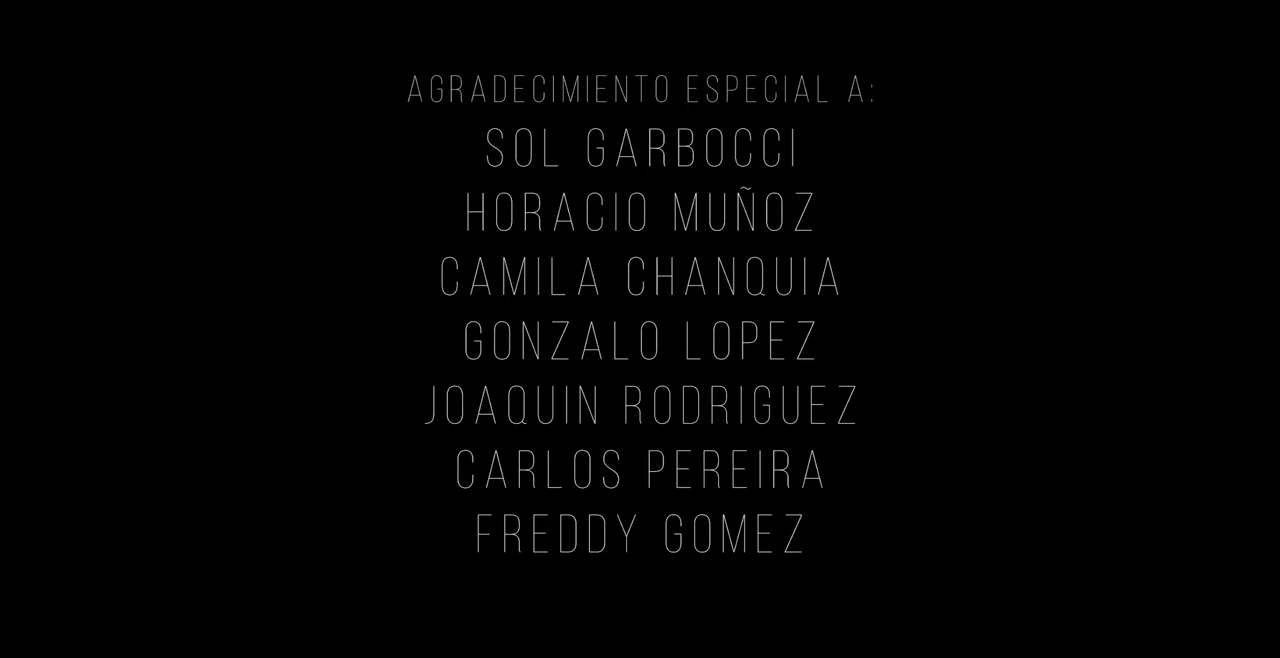 AGRADECIMIENTO ESPECIAL A:
SOL GARBOCCI
HORACIO MUÑOZ
CAMILA CHANQUIA
GONZALO LOPEZ
JOAQUIN RODRIGUEZ
CARLOS PEREIRA
FREDDY GOMEZ